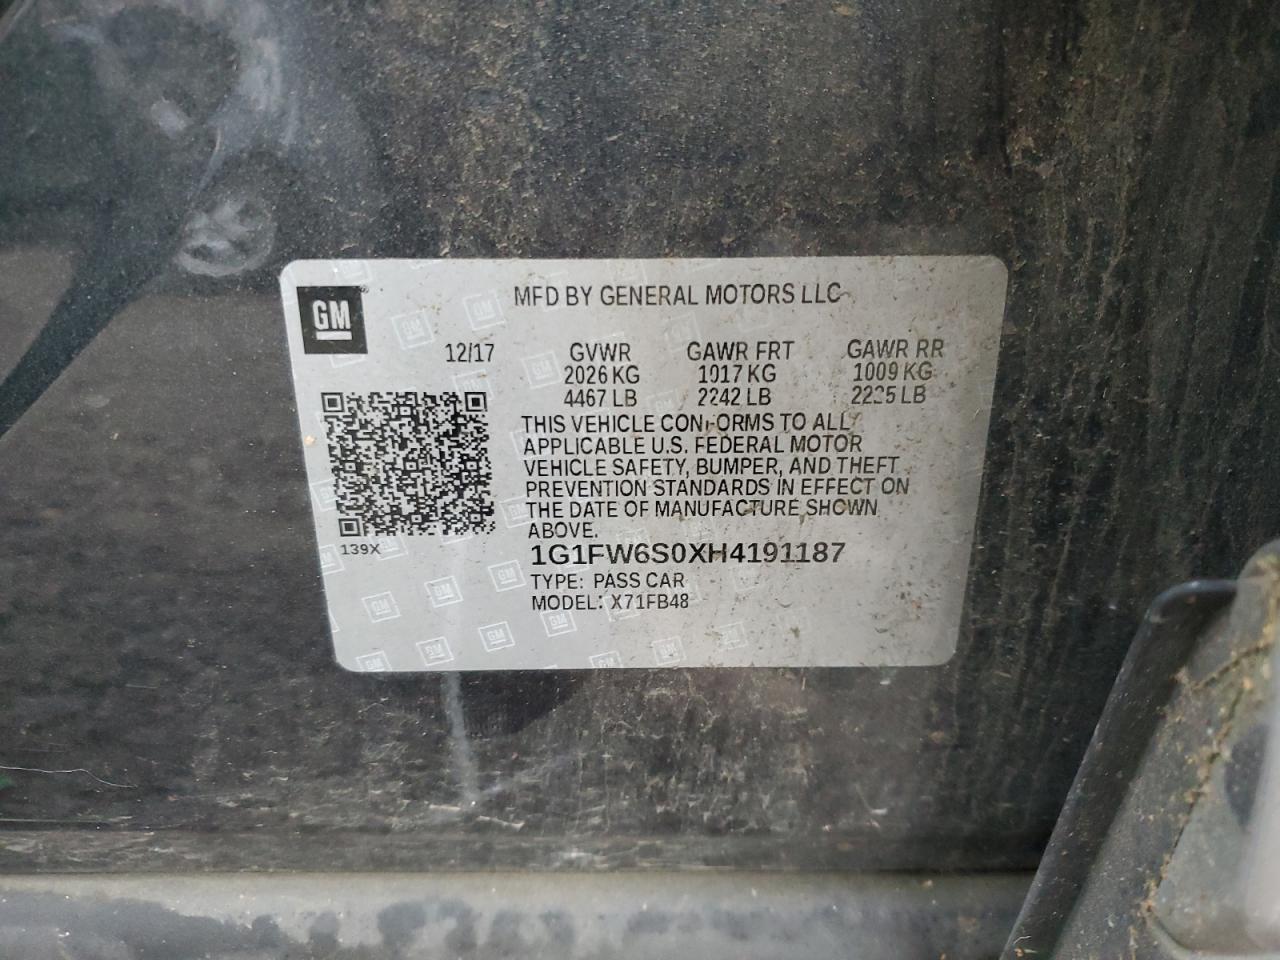 GM
MFD BY GENERAL MOTORS LLC
12/17 GVWR GAWR FRT GAWR RR
2026 KG 1017 KG 1009 KG
4467 LB 2242 LB 2225 LB
THIS VEHICLE CONFORMS TO ALL
APPLICABLE U.S. FEDERAL MOTOR
VEHICLE SAFETY, BUMPER, AND THEFT
PREVENTION STANDARDS IN EFFECT ON
THE DATE OF MANUFACTURE SHOWN
ABOVE.
139X
1G1FW6S0XH4191187
TYPE: PASS CAR
MODEL: X71FB48